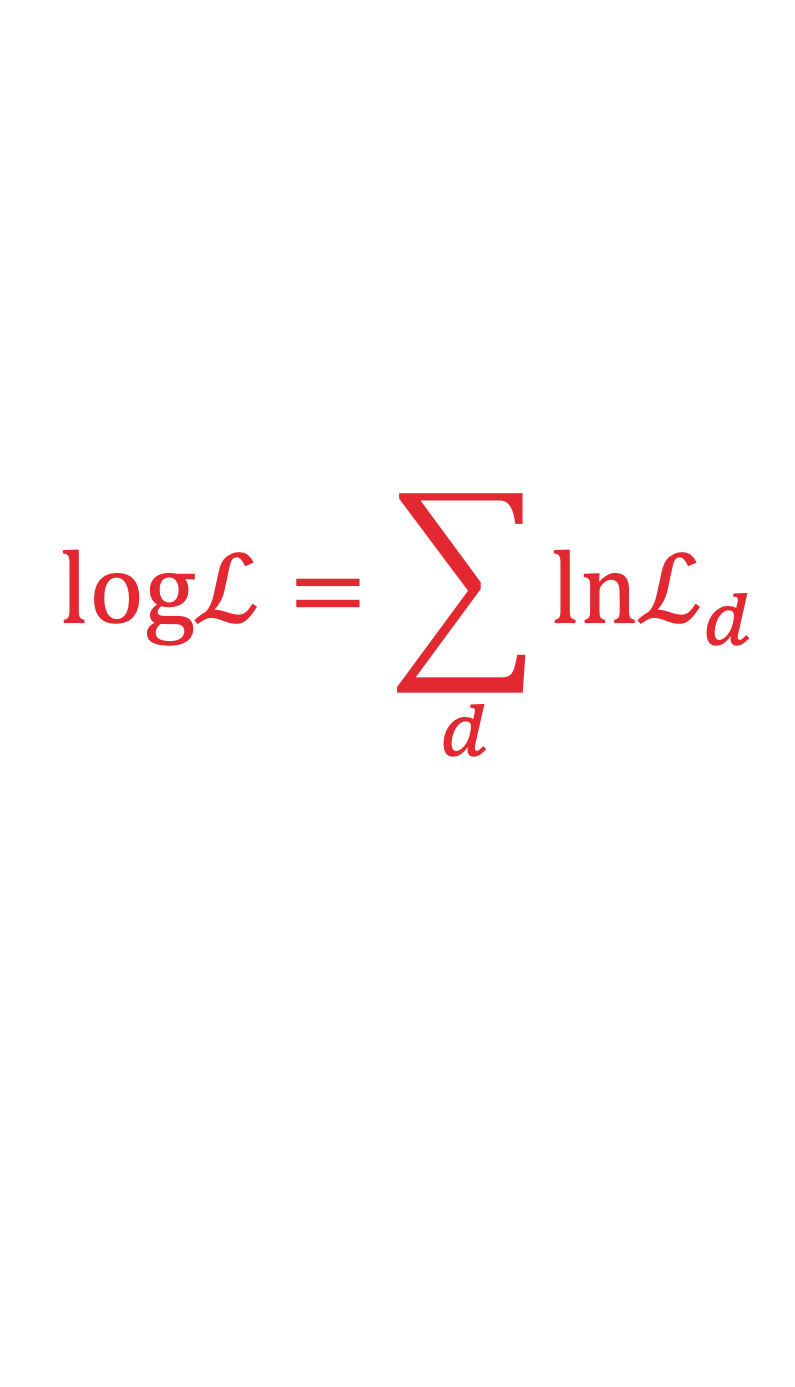 logℒ = ∑_d lnℒ_d